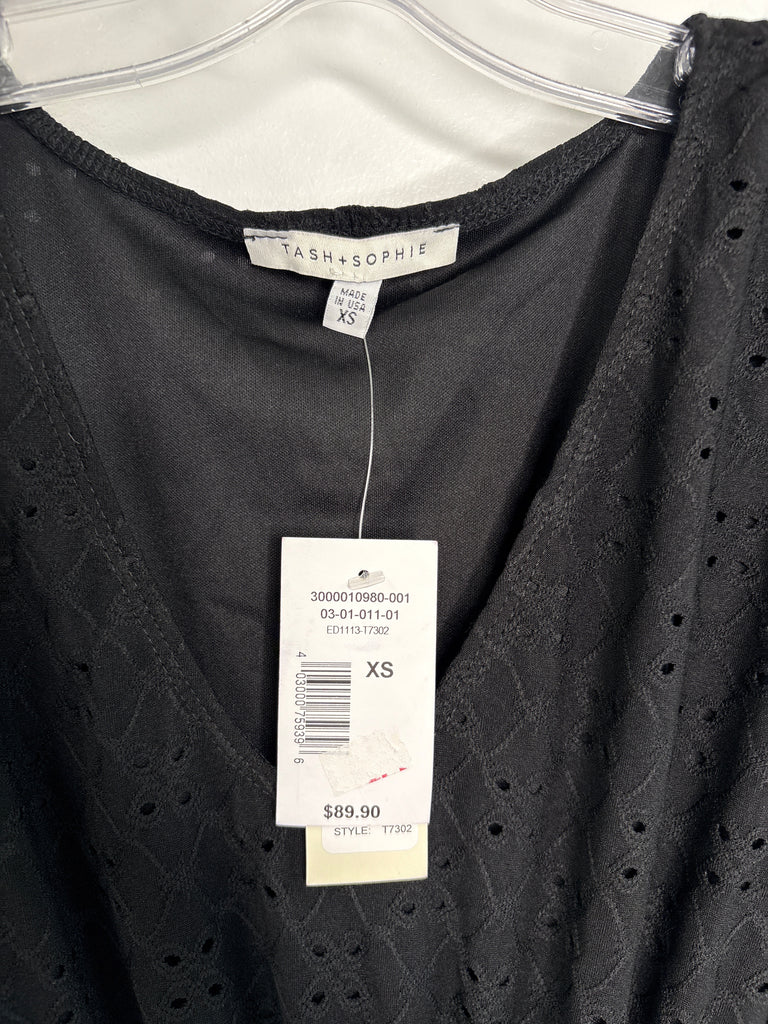 TASH+SOPHIE
MADE
IN USA
XS
3000010980-001
03-01-011-01
ED1113-T7302
XS
4 03000 75939 6
$89.90
STYLE: T7302